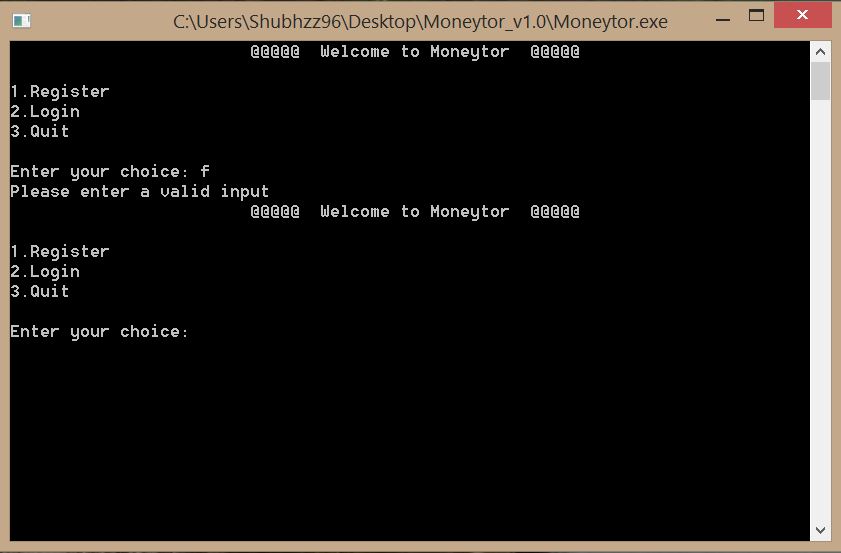 C:\Users\Shubhzz96\Desktop\Moneytor_v1.0\Moneytor.exe
@@@@@  Welcome to Moneytor  @@@@@
1.Register
2.Login
3.Quit
Enter your choice: f
Please enter a valid input
@@@@@  Welcome to Moneytor  @@@@@
1.Register
2.Login
3.Quit
Enter your choice: